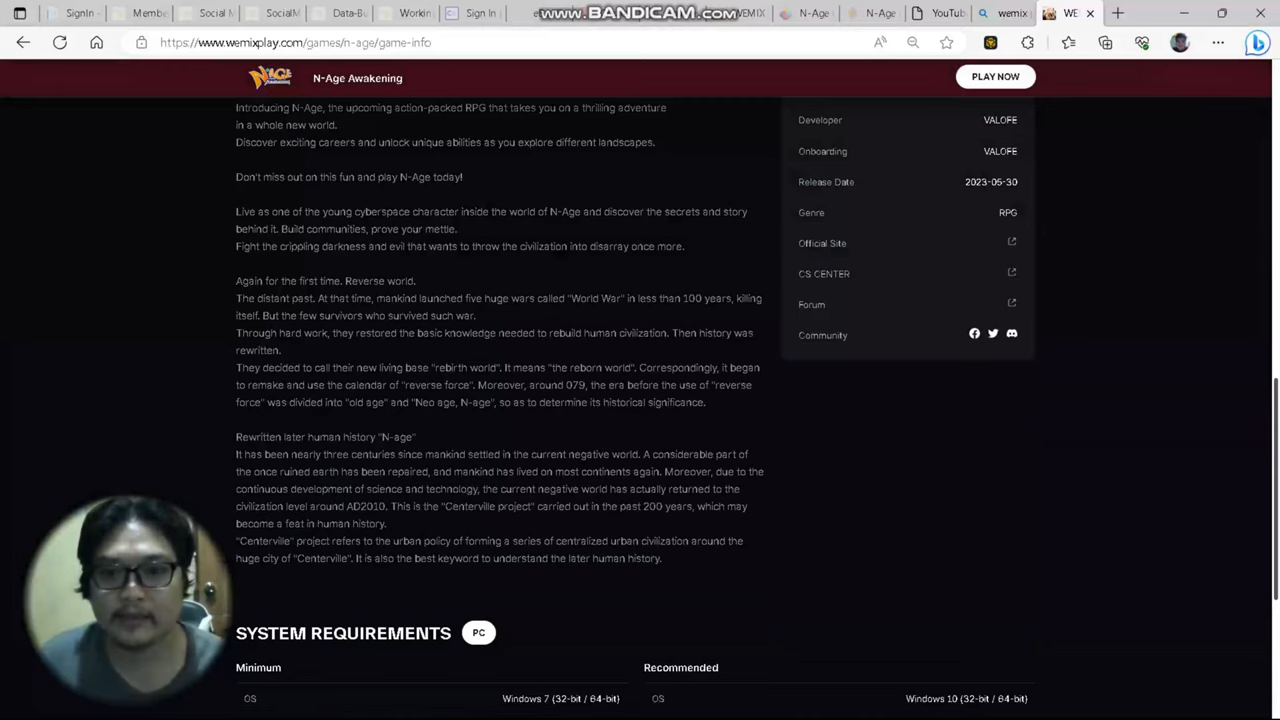 SignIn
Membe
Social M
SocialM
Data-Bu
Workin
Sign In
www.BANDICAM.com
WEMIX
N-Age
N-Age
YouTub
wemix
WE
https://www.wemixplay.com/games/n-age/game-info
N-Age Awakening
PLAY NOW
Introducing N-Age, the upcoming action-packed RPG that takes you on a thrilling adventure
in a whole new world.
Discover exciting careers and unlock unique abilities as you explore different landscapes.
Don't miss out on this fun and play N-Age today!
Live as one of the young cyberspace character inside the world of N-Age and discover the secrets and story
behind it. Build communities, prove your mettle.
Fight the crippling darkness and evil that wants to throw the civilization into disarray once more.
Again for the first time. Reverse world.
The distant past. At that time, mankind launched five huge wars called "World War" in less than 100 years, killing
itself. But the few survivors who survived such war.
Through hard work, they restored the basic knowledge needed to rebuild human civilization. Then history was
rewritten.
They decided to call their new living base "rebirth world". It means "the reborn world". Correspondingly, it began
to remake and use the calendar of "reverse force". Moreover, around 079, the era before the use of "reverse
force" was divided into "old age" and "Neo age, N-age", so as to determine its historical significance.
Rewritten later human history "N-age"
It has been nearly three centuries since mankind settled in the current negative world. A considerable part of
the once ruined earth has been repaired, and mankind has lived on most continents again. Moreover, due to the
continuous development of science and technology, the current negative world has actually returned to the
civilization level around AD2010. This is the "Centerville project" carried out in the past 200 years, which may
become a feat in human history.
"Centerville" project refers to the urban policy of forming a series of centralized urban civilization around the
huge city of "Centerville". It is also the best keyword to understand the later human history.
Developer VALOFE
Onboarding VALOFE
Release Date 2023-05-30
Genre RPG
Official Site
CS CENTER
Forum
Community
SYSTEM REQUIREMENTS PC
Minimum Recommended
OS Windows 7 (32-bit / 64-bit) OS Windows 10 (32-bit / 64-bit)